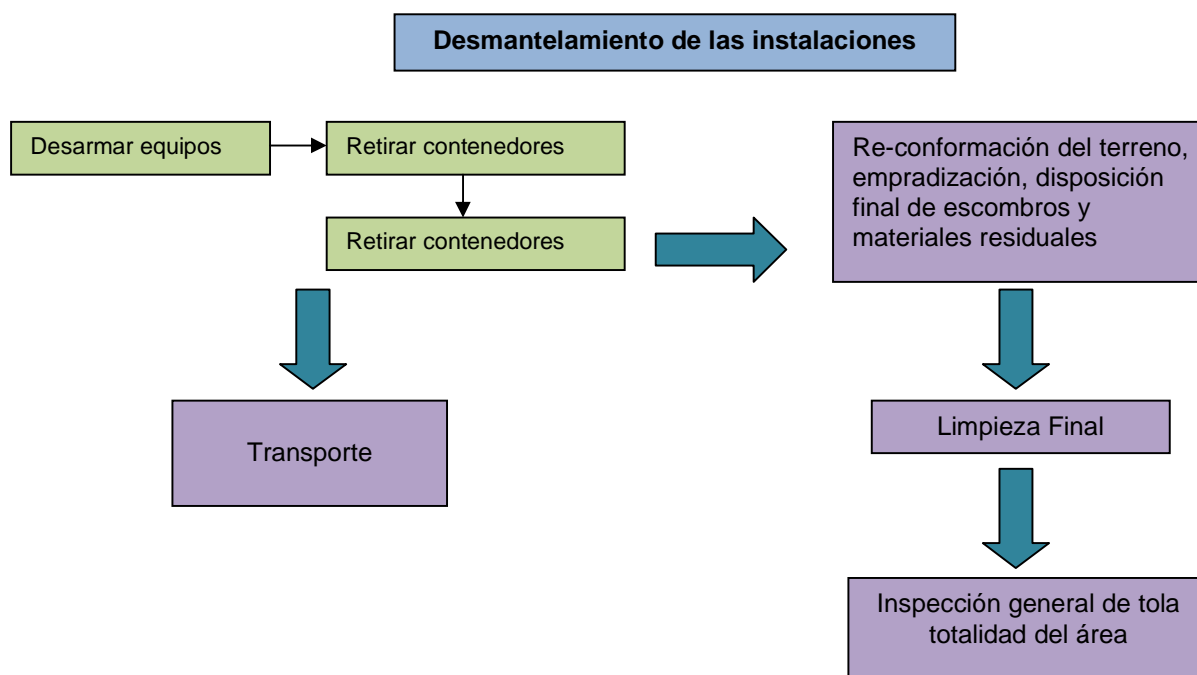 Desmantelamiento de las instalaciones
Desarmar equipos
Retirar contenedores
Retirar contenedores
Re-conformación del terreno,
empradización, disposición
final de escombros y
materiales residuales
Transporte
Limpieza Final
Inspección general de tola
totalidad del área